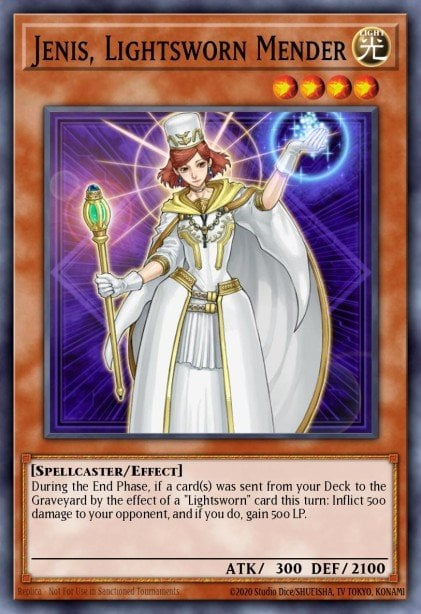 Jenis, Lightsworn Mender
LIGHT
光
[Spellcaster/Effect]
During the End Phase, if a card(s) was sent from your Deck to the
Graveyard by the effect of a "Lightsworn" card this turn: Inflict 500
damage to your opponent, and if you do, gain 500 LP.
ATK/ 300 DEF/2100
Replica - Not For Use in Sanctioned Tournaments
©2020 Studio Dice/SHUEISHA, TV TOKYO, KONAMI